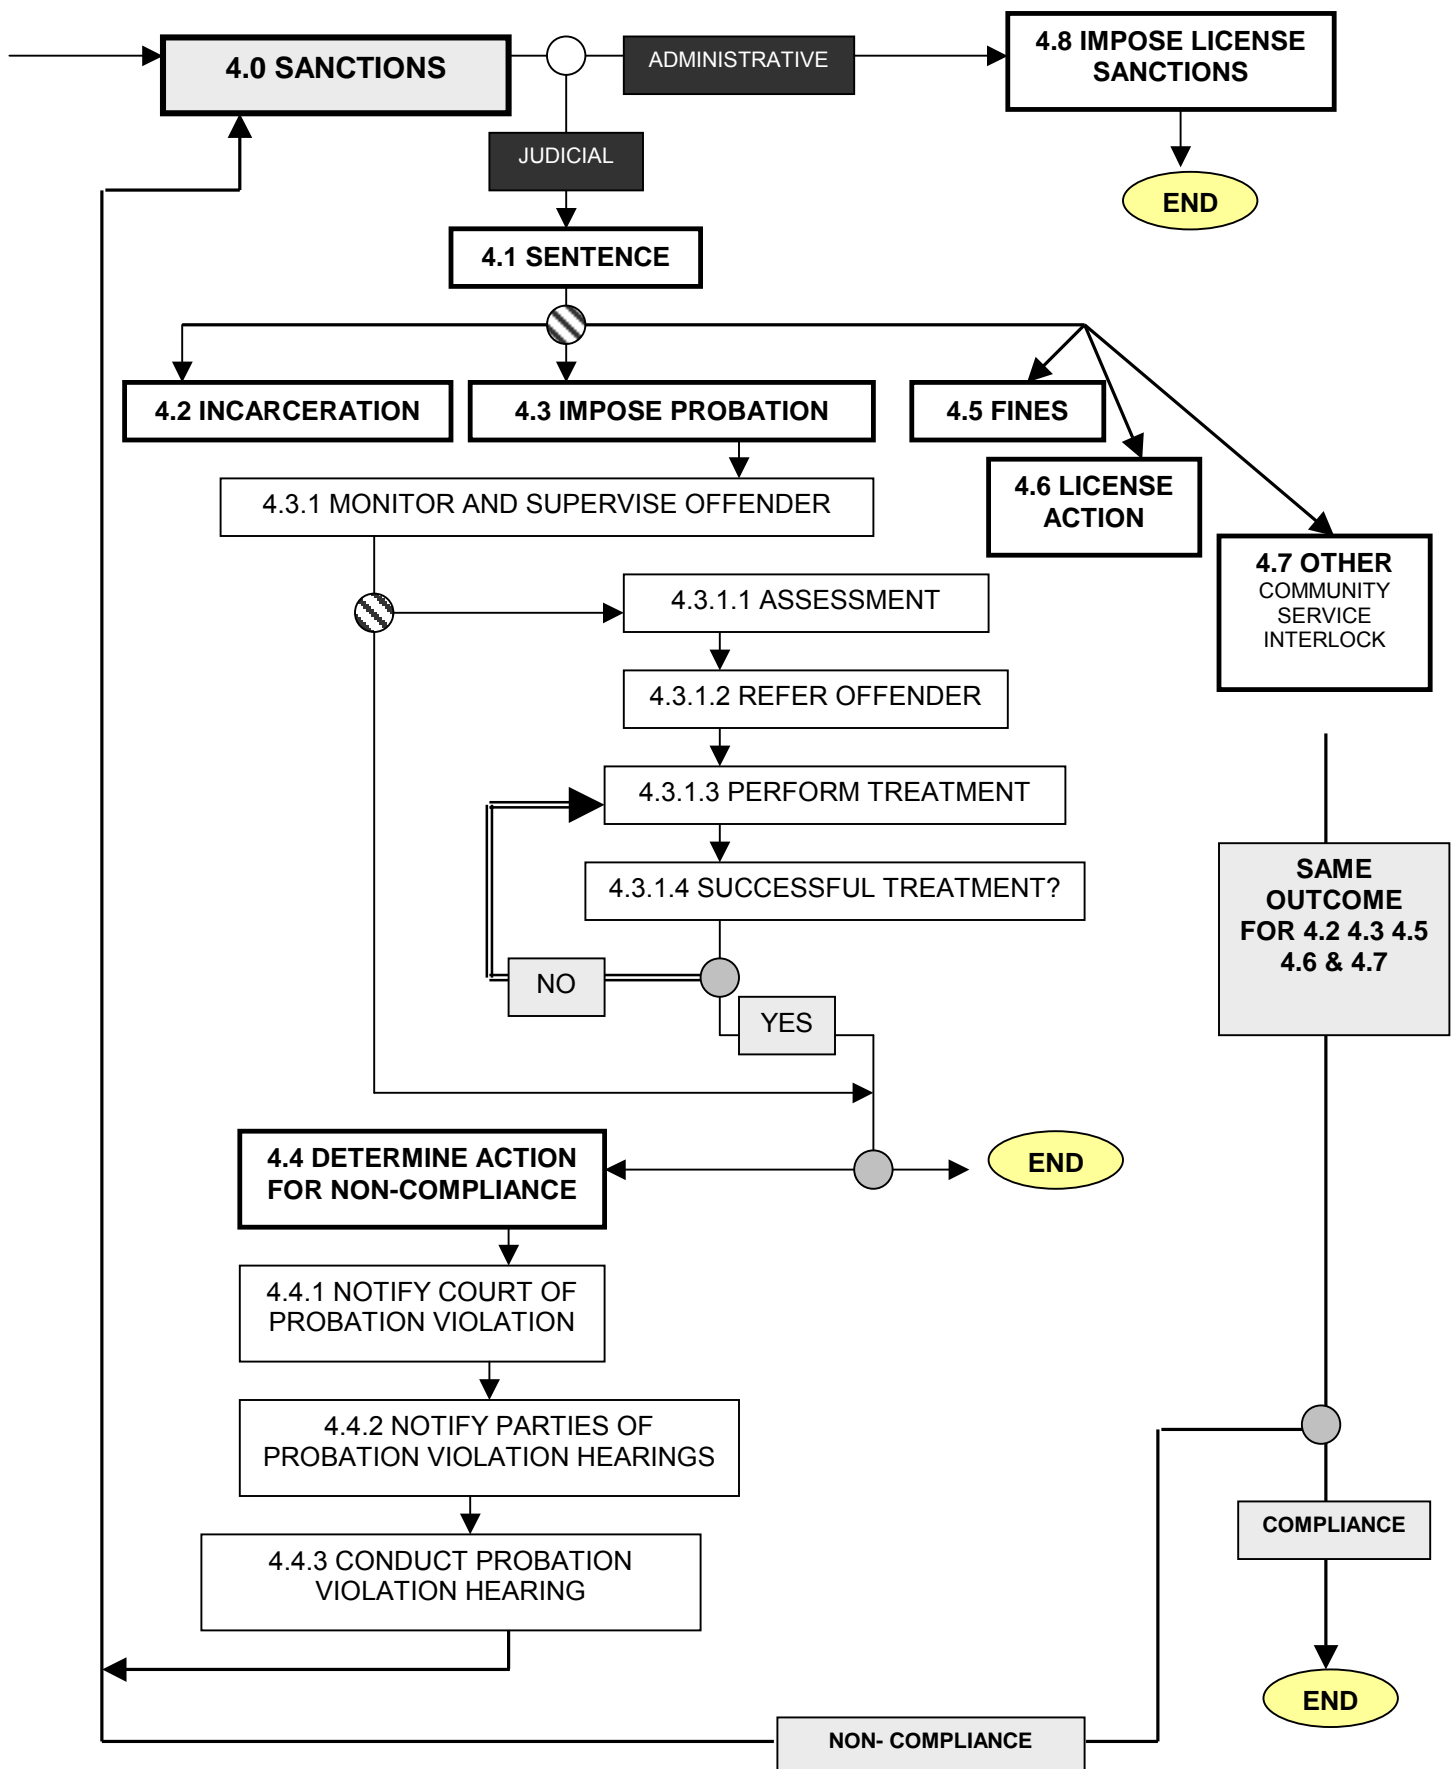 4.0 SANCTIONS
ADMINISTRATIVE
4.8 IMPOSE LICENSE
SANCTIONS
JUDICIAL
END
4.1 SENTENCE
4.2 INCARCERATION
4.3 IMPOSE PROBATION
4.5 FINES
4.3.1 MONITOR AND SUPERVISE OFFENDER
4.6 LICENSE
ACTION
4.7 OTHER
COMMUNITY
SERVICE
INTERLOCK
4.3.1.1 ASSESSMENT
4.3.1.2 REFER OFFENDER
4.3.1.3 PERFORM TREATMENT
4.3.1.4 SUCCESSFUL TREATMENT?
SAME
OUTCOME
FOR 4.2 4.3 4.5
4.6 & 4.7
NO
YES
4.4 DETERMINE ACTION
FOR NON-COMPLIANCE
END
4.4.1 NOTIFY COURT OF
PROBATION VIOLATION
4.4.2 NOTIFY PARTIES OF
PROBATION VIOLATION HEARINGS
4.4.3 CONDUCT PROBATION
VIOLATION HEARING
COMPLIANCE
END
NON- COMPLIANCE